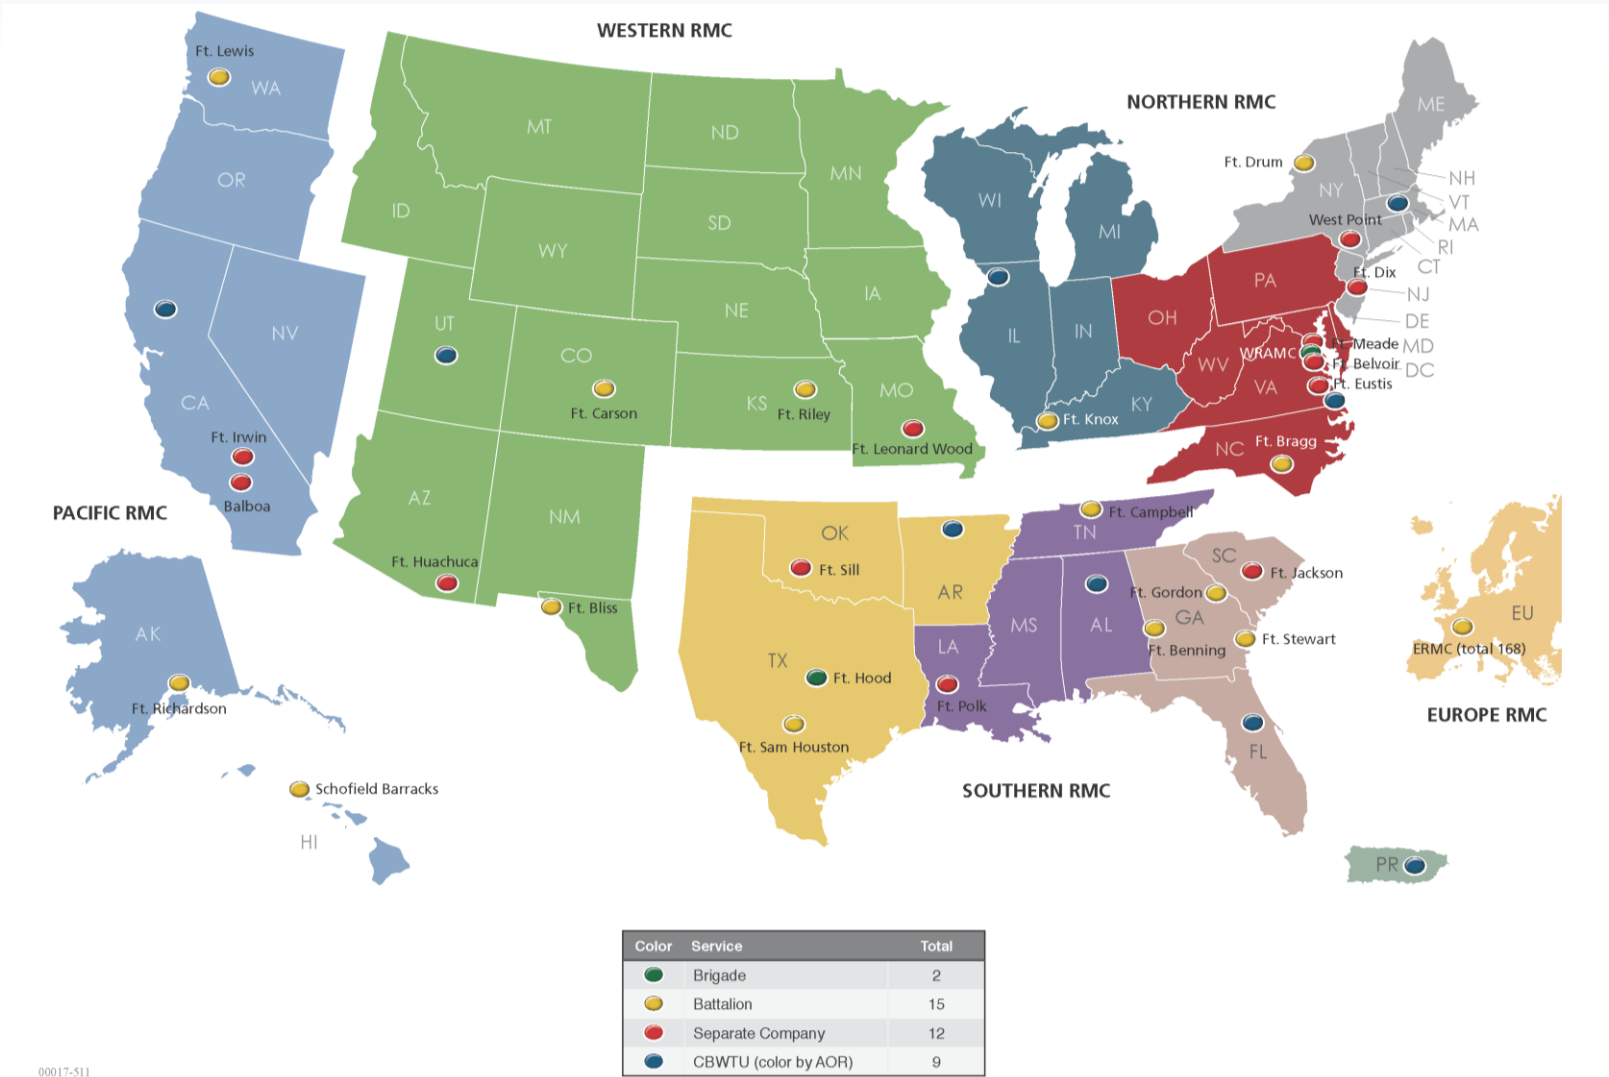 WESTERN RMC
NORTHERN RMC
PACIFIC RMC
SOUTHERN RMC
EUROPE RMC
Ft. Lewis
WA
OR
CA
NV
Ft. Irwin
Balboa
AK
Ft. Richardson
Schofield Barracks
HI
MT
ND
MN
ID
WY
SD
NE
IA
UT
CO
Ft. Carson
KS
Ft. Riley
MO
Ft. Leonard Wood
AZ
NM
Ft. Huachuca
Ft. Bliss
WI
MI
IL
IN
KY
Ft. Knox
ME
Ft. Drum
NY
NH
VT
MA
RI
CT
West Point
Ft. Dix
NJ
DE
PA
OH
WV
WRAMC
Ft. Meade
MD
Ft. Belvoir
DC
VA
Ft. Eustis
NC
Ft. Bragg
OK
Ft. Sill
AR
TX
Ft. Hood
Ft. Sam Houston
TN
Ft. Campbell
MS
AL
LA
Ft. Polk
SC
Ft. Jackson
Ft. Gordon
GA
Ft. Benning
Ft. Stewart
FL
EU
ERMC (total 168)
PR
Color Service Total
Brigade 2
Battalion 15
Separate Company 12
CBWTU (color by AOR) 9
00017-511